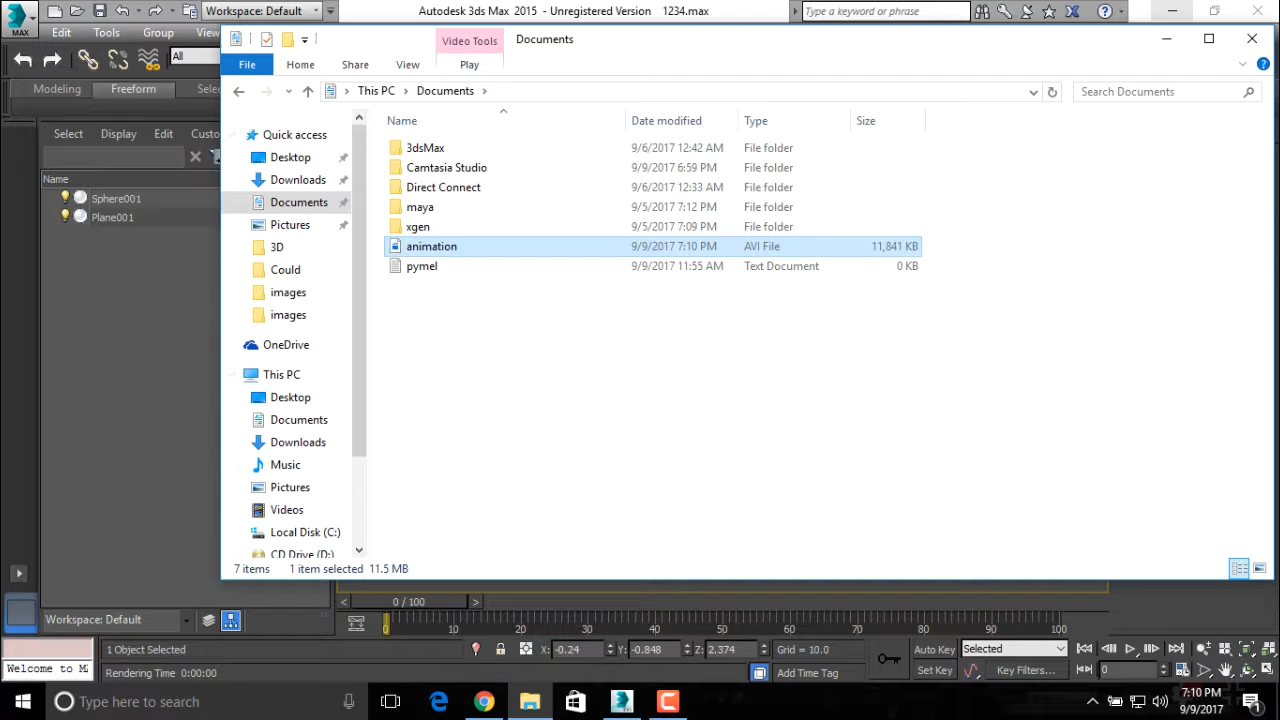 Workspace: Default
Autodesk 3ds Max 2015 - Unregistered Version 1234.max
Type a keyword or phrase
MAX
Edit Tools Group
All
Modeling Freeform
Select Display Edit
Name
Sphere001
Plane001
Video Tools
Documents
File Home Share View Play
This PC Documents
Search Documents
Name Date modified Type Size
Quick access
Desktop
Downloads
Documents
Pictures
3D
Could
images
images
OneDrive
This PC
Desktop
Documents
Downloads
Music
Pictures
Videos
Local Disk (C:)
CD Drive (D:)
3dsMax 9/6/2017 12:42 AM File folder
Camtasia Studio 9/9/2017 6:59 PM File folder
Direct Connect 9/6/2017 12:33 AM File folder
maya 9/5/2017 7:12 PM File folder
xgen 9/5/2017 7:09 PM File folder
animation 9/9/2017 7:10 PM AVI File 11,841 KB
pymel 9/9/2017 11:55 AM Text Document 0 KB
7 items 1 item selected 11.5 MB
0 / 100
Workspace: Default
0 10 20 30 40 50 60 70 80 90 100
1 Object Selected
X: -0.24 Y: -0.848 Z: 2.374 Grid = 10.0
Auto Key Selected
Welcome to M
Rendering Time 0:00:00
Add Time Tag
Set Key Key Filters...
0
Type here to search
7:10 PM
9/9/2017
1